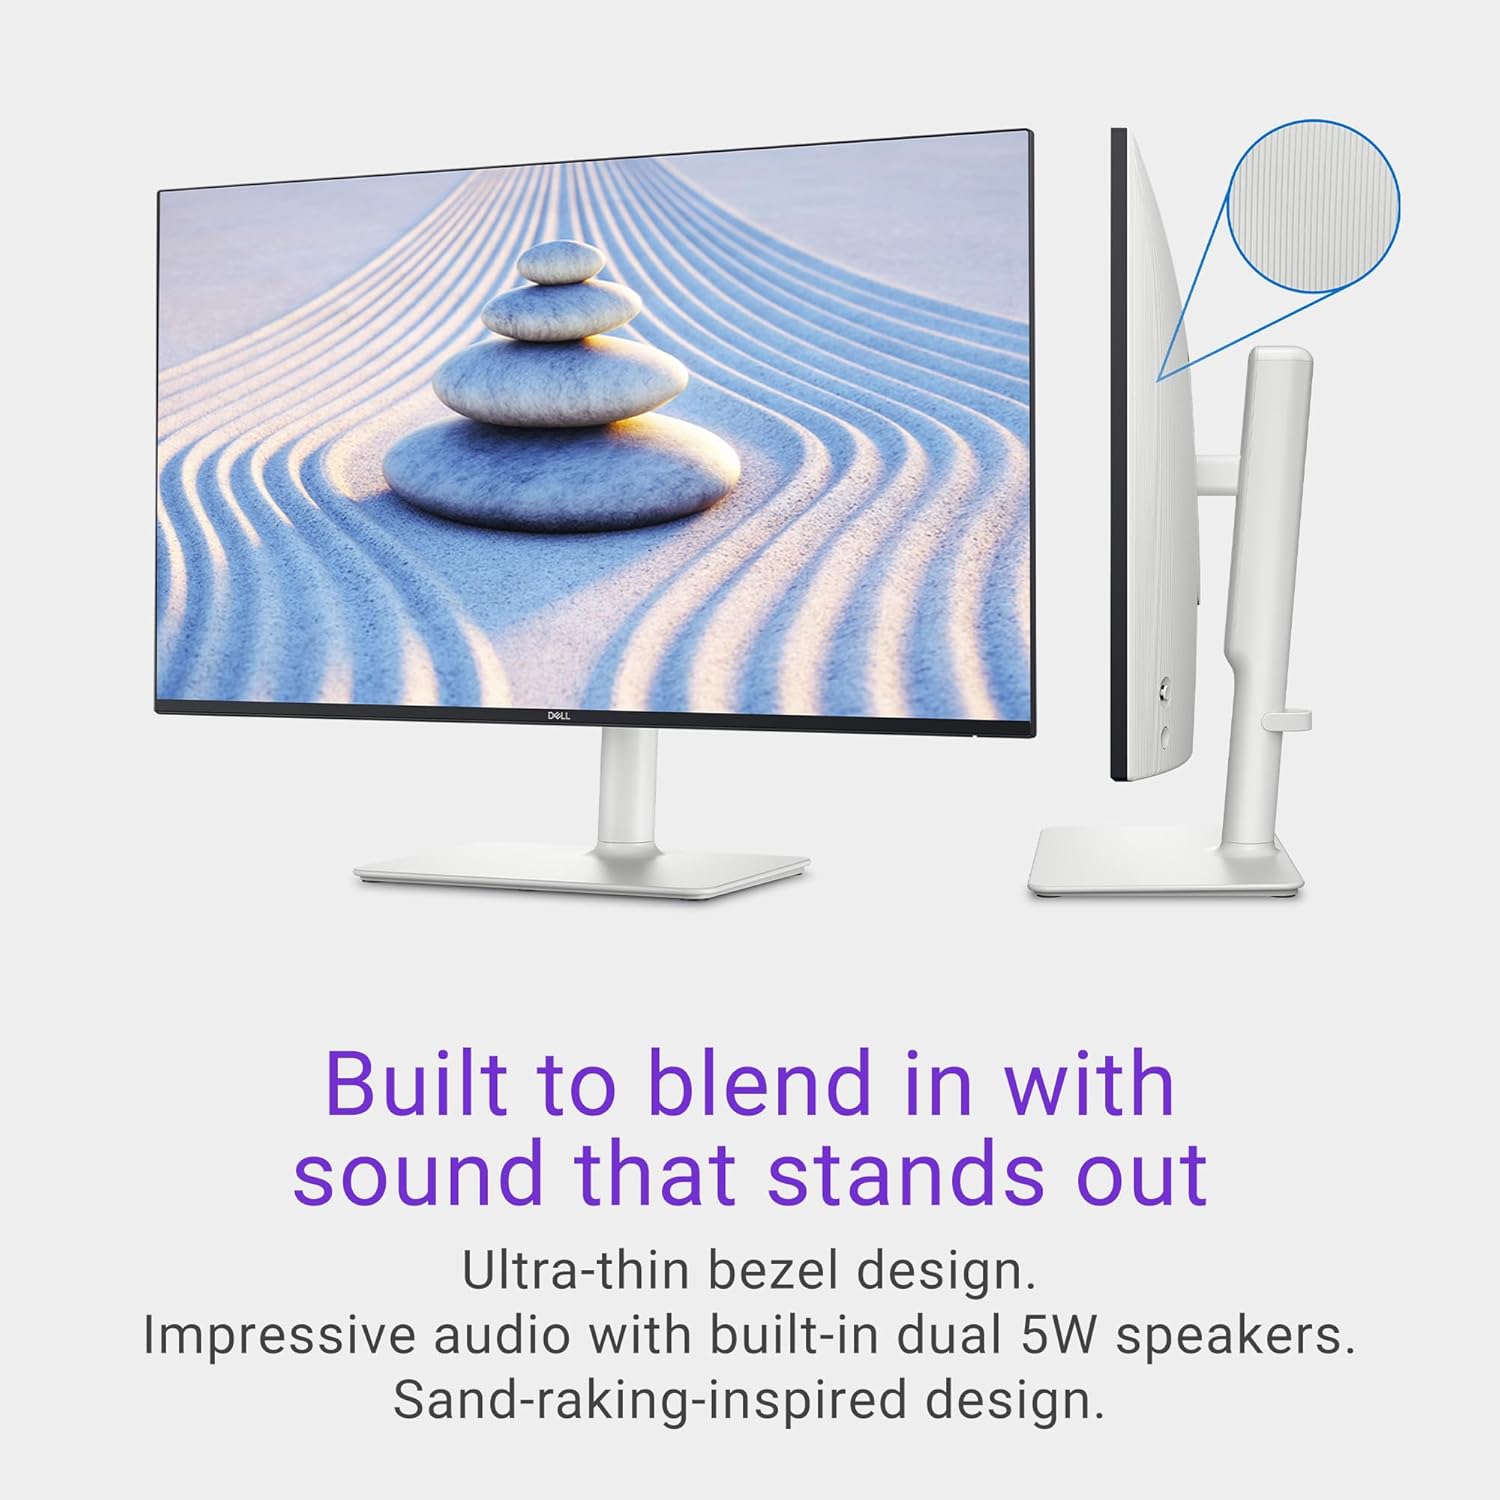 DELL
Built to blend in with
sound that stands out
Ultra-thin bezel design.
Impressive audio with built-in dual 5W speakers.
Sand-raking-inspired design.